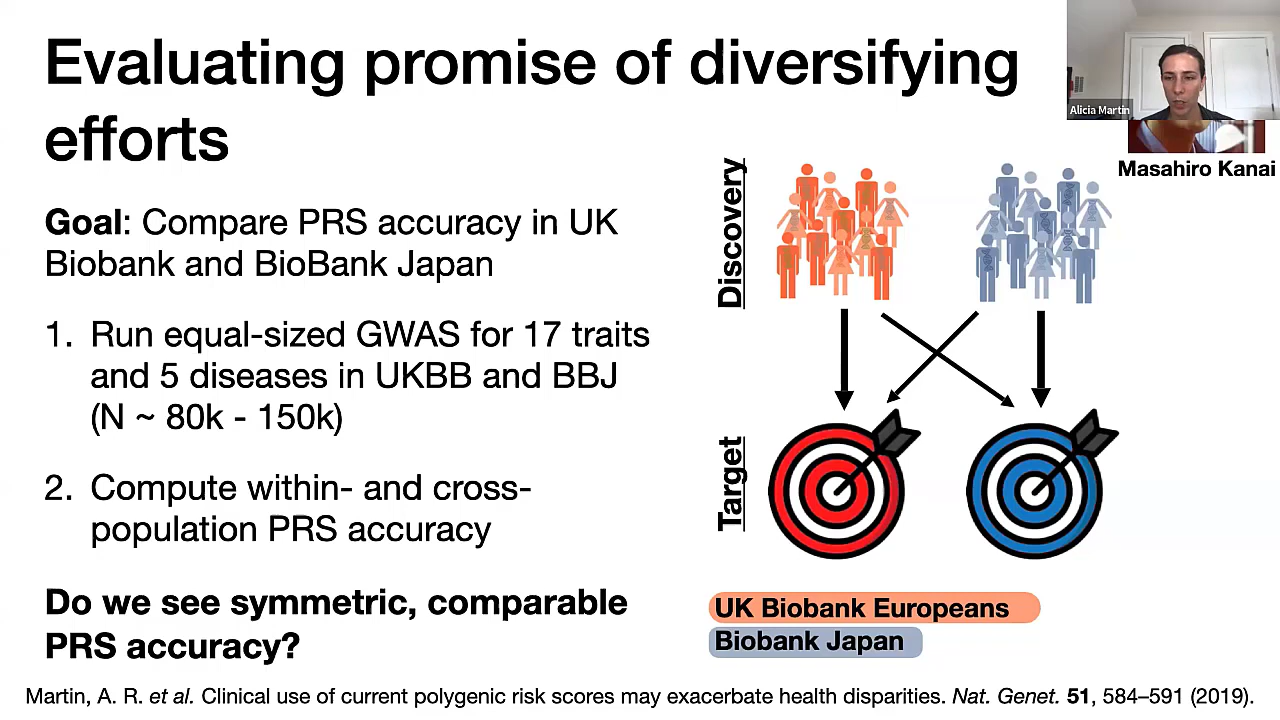 Evaluating promise of diversifying
efforts
Alicia Martin
Masahiro Kanai
Goal: Compare PRS accuracy in UK
Biobank and BioBank Japan
1. Run equal-sized GWAS for 17 traits
and 5 diseases in UKBB and BBJ
(N ~ 80k - 150k)
2. Compute within- and cross-
population PRS accuracy
Do we see symmetric, comparable
PRS accuracy?
Discovery
Target
UK Biobank Europeans
Biobank Japan
Martin, A. R. et al. Clinical use of current polygenic risk scores may exacerbate health disparities. Nat. Genet. 51, 584–591 (2019).